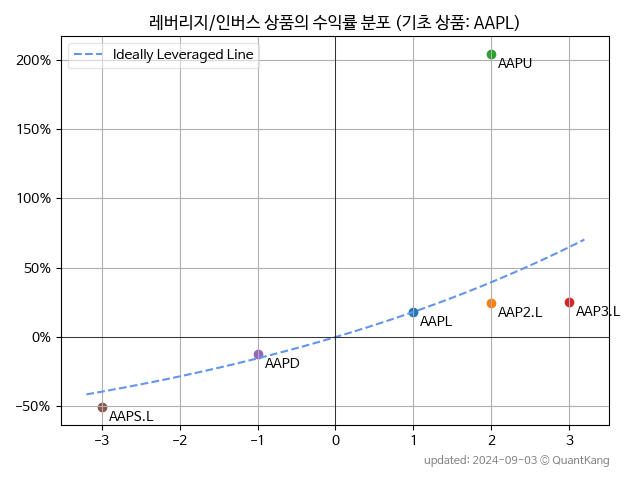 레버리지/인버스 상품의 수익률 분포 (기초 상품: AAPL)
Ideally Leveraged Line
200%
150%
100%
50%
0%
−50%
AAPU
AAPL
AAP2.L
AAP3.L
AAPD
AAPS.L
−3 −2 −1 0 1 2 3
updated: 2024-09-03 © QuantKang